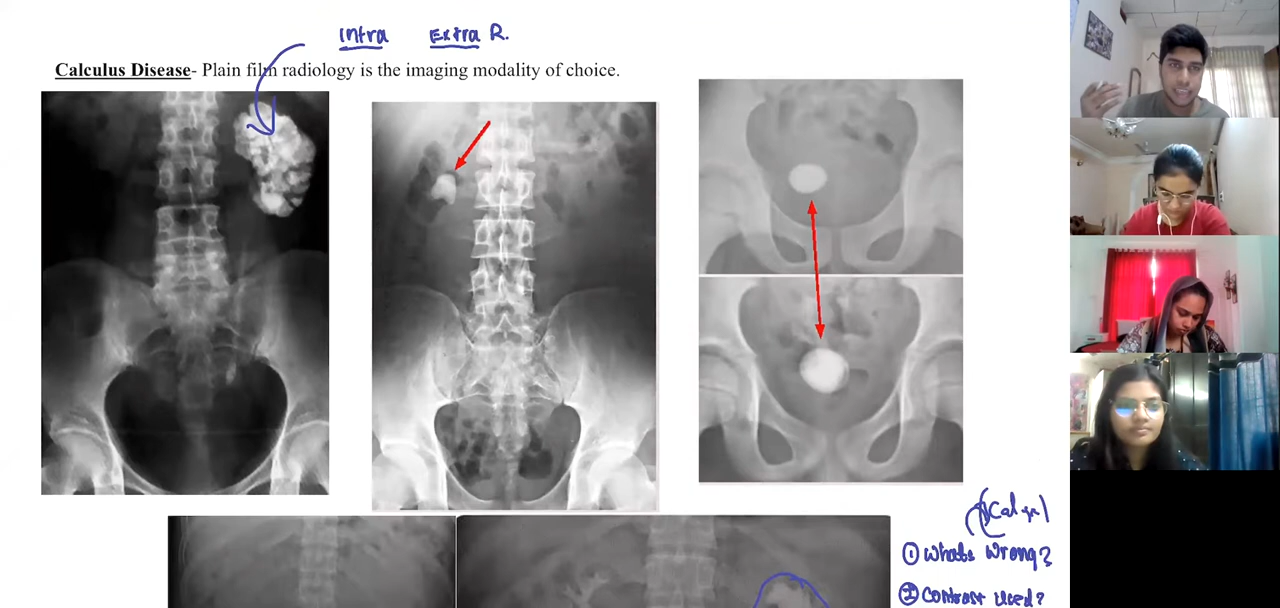 Intra Extra R.
Calculus Disease- Plain film radiology is the imaging modality of choice.
① Whats Wrong?
② Contrast Used?